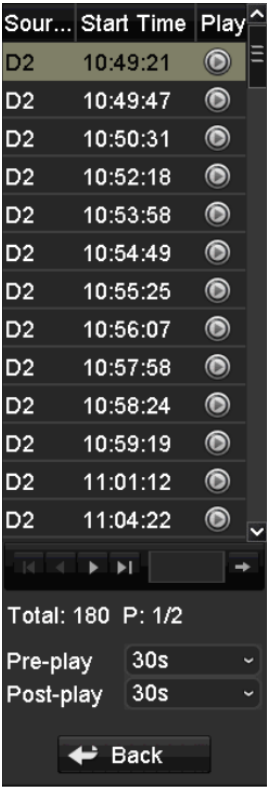 Sour... Start Time Play
D2 10:49:21
D2 10:49:47
D2 10:50:31
D2 10:52:18
D2 10:53:58
D2 10:54:49
D2 10:55:25
D2 10:56:07
D2 10:57:58
D2 10:58:24
D2 10:59:19
D2 11:01:12
D2 11:04:22
Total: 180 P: 1/2
Pre-play 30s
Post-play 30s
Back